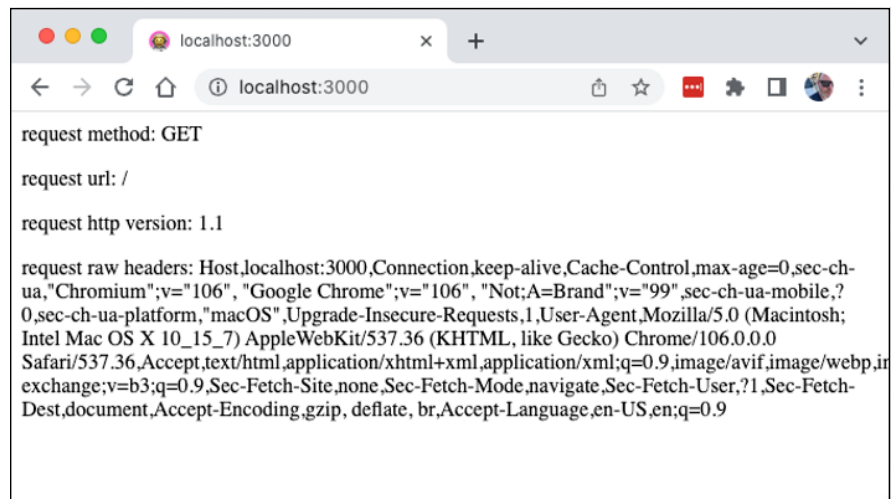 localhost:3000
localhost:3000
request method: GET
request url: /
request http version: 1.1
request raw headers: Host,localhost:3000,Connection,keep-alive,Cache-Control,max-age=0,sec-ch-
ua,"Chromium";v="106", "Google Chrome";v="106", "Not;A=Brand";v="99",sec-ch-ua-mobile,?
0,sec-ch-ua-platform,"macOS",Upgrade-Insecure-Requests,1,User-Agent,Mozilla/5.0 (Macintosh;
Intel Mac OS X 10_15_7) AppleWebKit/537.36 (KHTML, like Gecko) Chrome/106.0.0.0
Safari/537.36,Accept,text/html,application/xhtml+xml,application/xml;q=0.9,image/avif,image/webp,
exchange;v=b3;q=0.9,Sec-Fetch-Site,none,Sec-Fetch-Mode,navigate,Sec-Fetch-User,?1,Sec-Fetch-
Dest,document,Accept-Encoding,gzip, deflate, br,Accept-Language,en-US,en;q=0.9